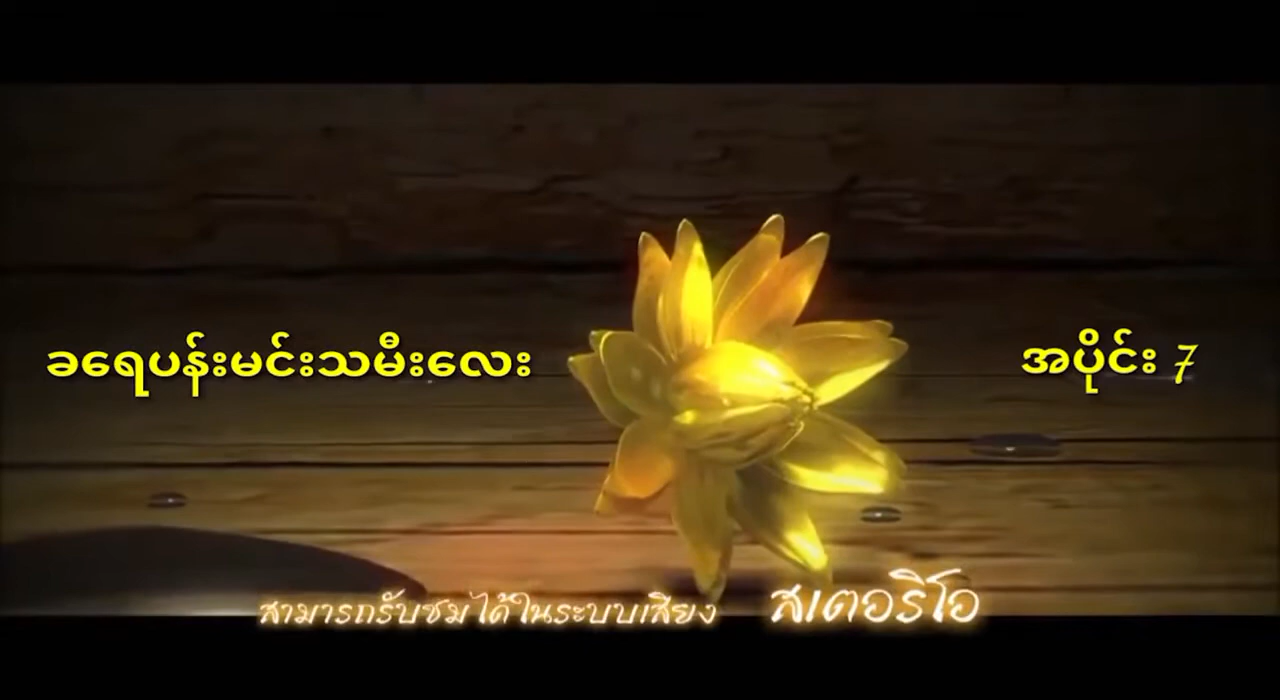 ခရေပန်းမင်းသမီးလေး
အပိုင်း 7
สามารถรับชมได้ในระบบเสียง สเตอริโอ